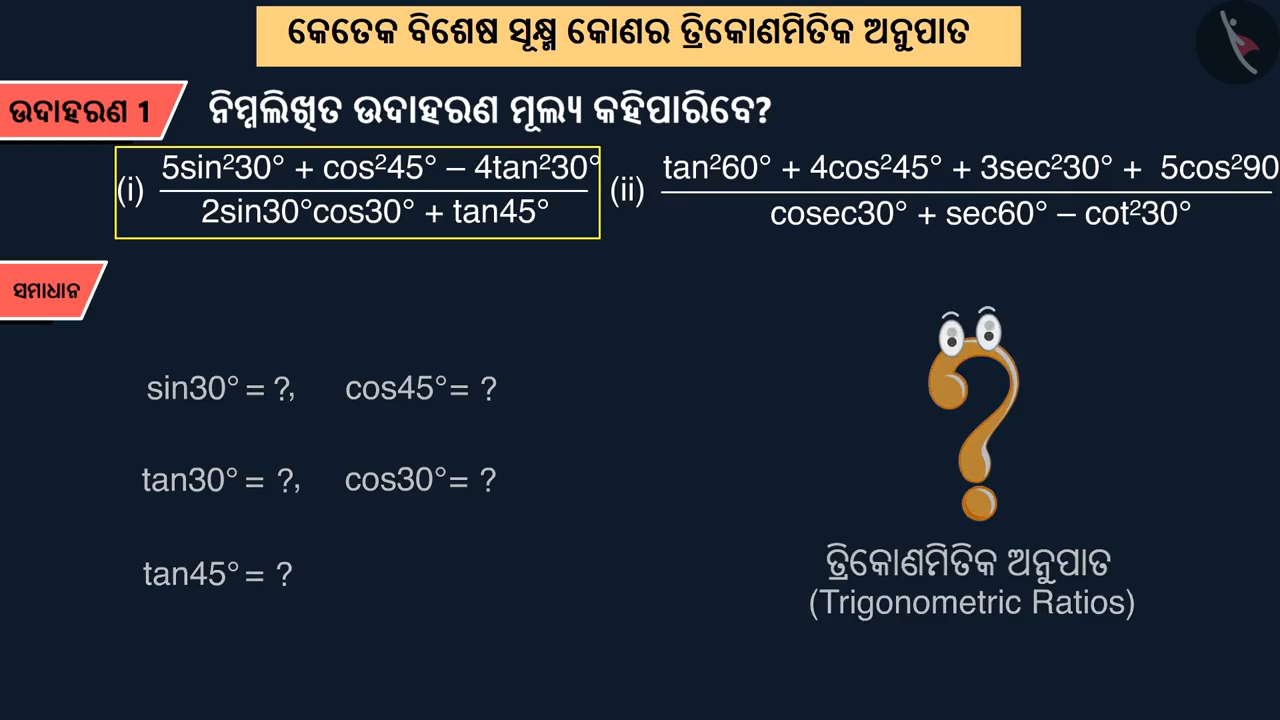 କେତେକ ବିଶେଷ ସୂକ୍ଷ୍ମ କୋଣର ତ୍ରିକୋଣମିତିକ ଅନୁପାତ
ଉଦାହରଣ 1
ନିମ୍ନଲିଖିତ ଉଦାହରଣ ମୂଲ୍ୟ କହିପାରିବେ?
(i) 5sin²30° + cos²45° – 4tan²30°
2sin30°cos30° + tan45°
(ii) tan²60° + 4cos²45° + 3sec²30° + 5cos²90
cosec30° + sec60° – cot²30°
ସମାଧାନ
sin30° = ?, cos45° = ?
tan30° = ?, cos30° = ?
tan45° = ?
ତ୍ରିକୋଣମିତିକ ଅନୁପାତ
(Trigonometric Ratios)